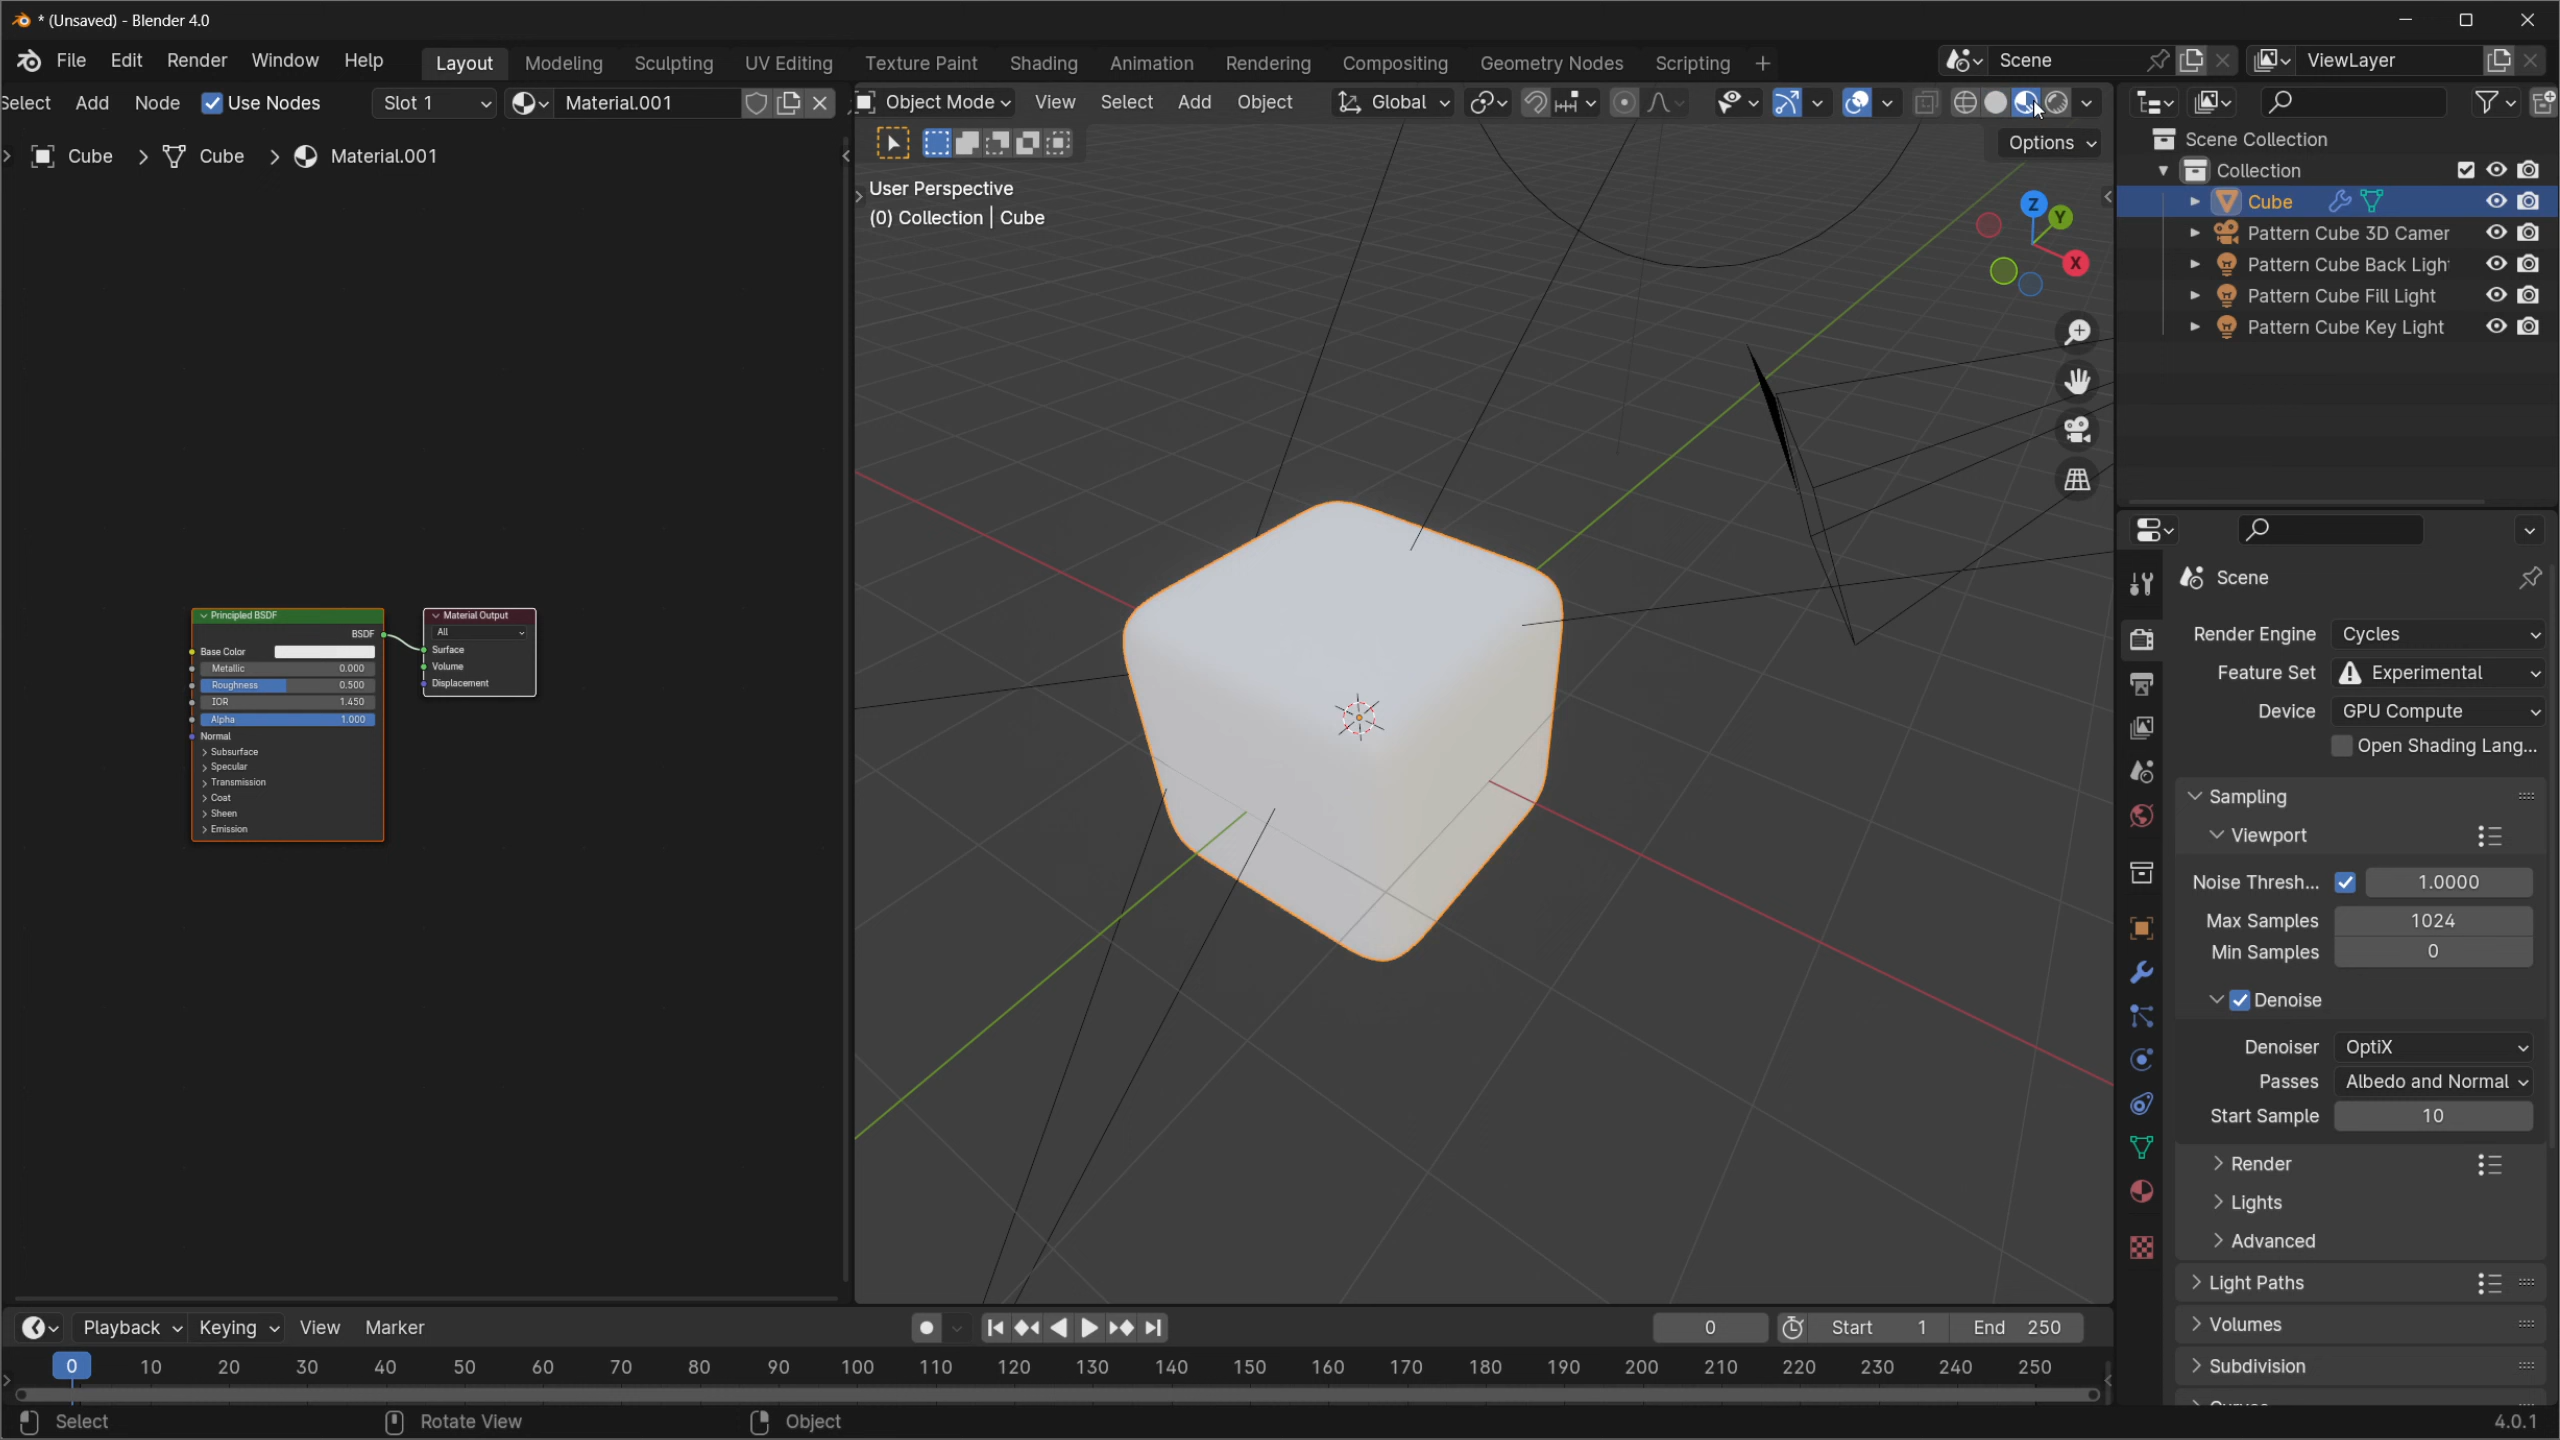 * (Unsaved) - Blender 4.0
File Edit Render Window Help
Layout Modeling Sculpting UV Editing Texture Paint Shading Animation Rendering Compositing Geometry Nodes Scripting +
Scene
ViewLayer
Select Add Node Use Nodes Slot 1 Material.001
Object Mode View Select Add Object Global
Options
Cube > Cube > Material.001
User Perspective
(0) Collection | Cube
Z
Y
X
Scene Collection
Collection
Cube
Pattern Cube 3D Camer
Pattern Cube Back Ligh
Pattern Cube Fill Light
Pattern Cube Key Light
Principled BSDF
BSDF
Base Color
Metallic 0.000
Roughness 0.500
IOR 1.450
Alpha 1.000
Normal
Subsurface
Specular
Transmission
Coat
Sheen
Emission
Material Output
All
Surface
Volume
Displacement
Scene
Render Engine Cycles
Feature Set Experimental
Device GPU Compute
Open Shading Lang...
Sampling
Viewport
Noise Thresh... 1.0000
Max Samples 1024
Min Samples 0
Denoise
Denoiser OptiX
Passes Albedo and Normal
Start Sample 10
Render
Lights
Advanced
Light Paths
Volumes
Subdivision
Playback Keying View Marker
0 Start 1 End 250
0 10 20 30 40 50 60 70 80 90 100 110 120 130 140 150 160 170 180 190 200 210 220 230 240 250
Select Rotate View Object
4.0.1